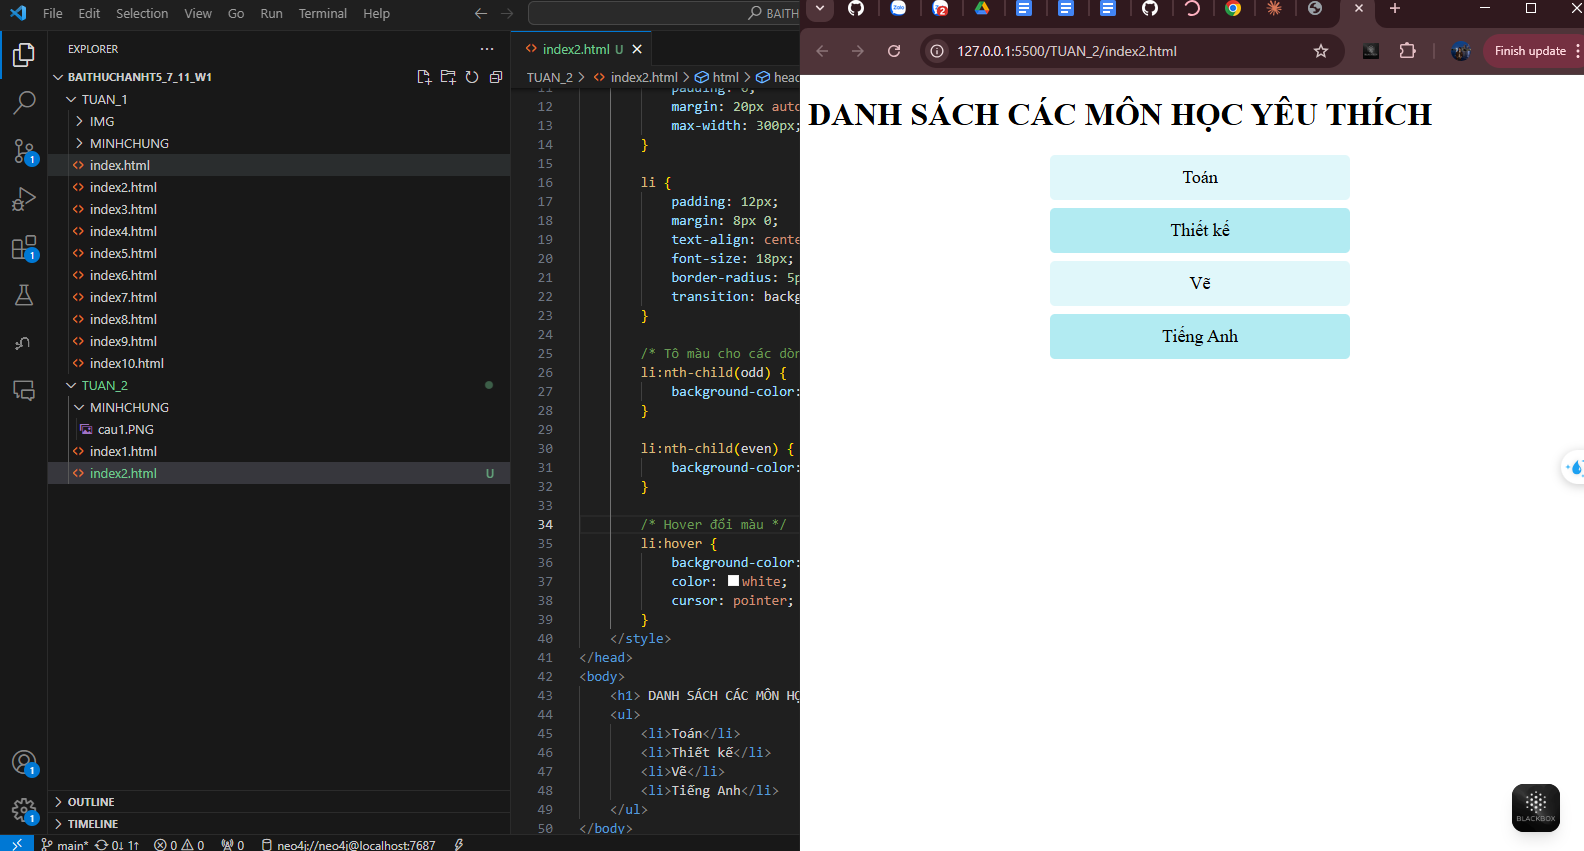 File Edit Selection View Go Run Terminal Help
BAITH
EXPLORER
BAITHUCHANHT5_7_11_W1
TUAN_1
IMG
MINHCHUNG
index.html
index2.html
index3.html
index4.html
index5.html
index6.html
index7.html
index8.html
index9.html
index10.html
TUAN_2
MINHCHUNG
cau1.PNG
index1.html
index2.html U
OUTLINE
TIMELINE
1
1
1
1
main* 0↓ 1↑ 0 0 0 neo4j://neo4j@localhost:7687
index2.html U
TUAN_2 > index2.html > html > head
11 padding: 0;
12 margin: 20px auto
13 max-width: 300px;
14 }
15
16 li {
17 padding: 12px;
18 margin: 8px 0;
19 text-align: cente
20 font-size: 18px;
21 border-radius: 5p
22 transition: backg
23 }
24
25 /* Tô màu cho các dòn
26 li:nth-child(odd) {
27 background-color:
28 }
29
30 li:nth-child(even) {
31 background-color:
32 }
33
34 /* Hover đổi màu */
35 li:hover {
36 background-color:
37 color: white;
38 cursor: pointer;
39 }
40 </style>
41 </head>
42 <body>
43 <h1> DANH SÁCH CÁC MÔN HỌ
44 <ul>
45 <li>Toán</li>
46 <li>Thiết kế</li>
47 <li>Vẽ</li>
48 <li>Tiếng Anh</li>
49 </ul>
50 </body>
Zalo
2
127.0.0.1:5500/TUAN_2/index2.html
Finish update
DANH SÁCH CÁC MÔN HỌC YÊU THÍCH
Toán
Thiết kế
Vẽ
Tiếng Anh
BLACKBOX